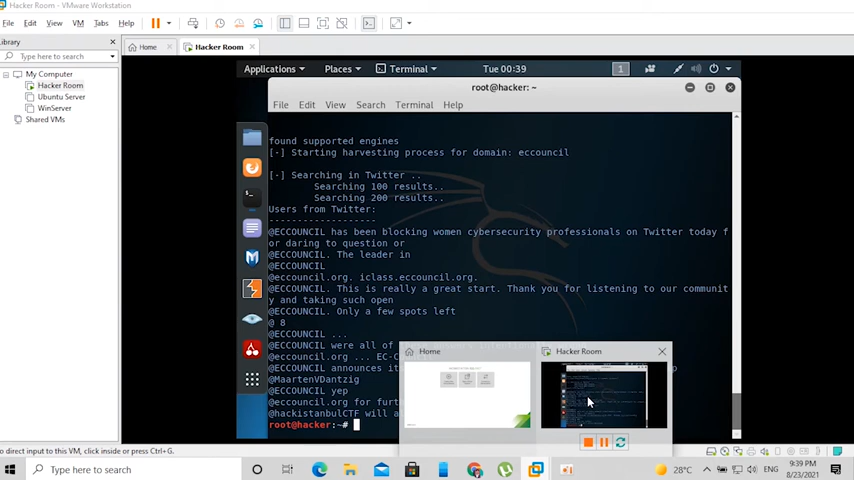 Hacker Room - VMware Workstation
File Edit View VM Tabs Help
Library
Type here to search
My Computer
Hacker Room
Ubuntu Server
WinServer
Shared VMs
Home
Hacker Room
Applications Places Terminal Tue 00:39 1
root@hacker: ~
File Edit View Search Terminal Help
found supported engines
[-] Starting harvesting process for domain: eccouncil
[-] Searching in Twitter ..
Searching 100 results..
Searching 200 results..
Users from Twitter:
-------------------
@ECCOUNCIL has been blocking women cybersecurity professionals on Twitter today f
or daring to question or
@ECCOUNCIL. The leader in
@ECCOUNCIL
@eccouncil.org. iclass.eccouncil.org.
@ECCOUNCIL. This is really a great start. Thank you for listening to our communit
y and taking such open
@ECCOUNCIL. Only a few spots left
@ 8
@ECCOUNCIL ...
@ECCOUNCIL were all of
@eccouncil.org ... EC-C
@ECCOUNCIL announces it
@MaartenVDantzig
@ECCOUNCIL yep
@eccouncil.org for furt
@hackistanbulCTF will a
root@hacker:~#
Home
Hacker Room
To direct input to this VM, click inside or press Ctrl+G.
Type here to search
28°C
ENG
9:39 PM
8/23/2021